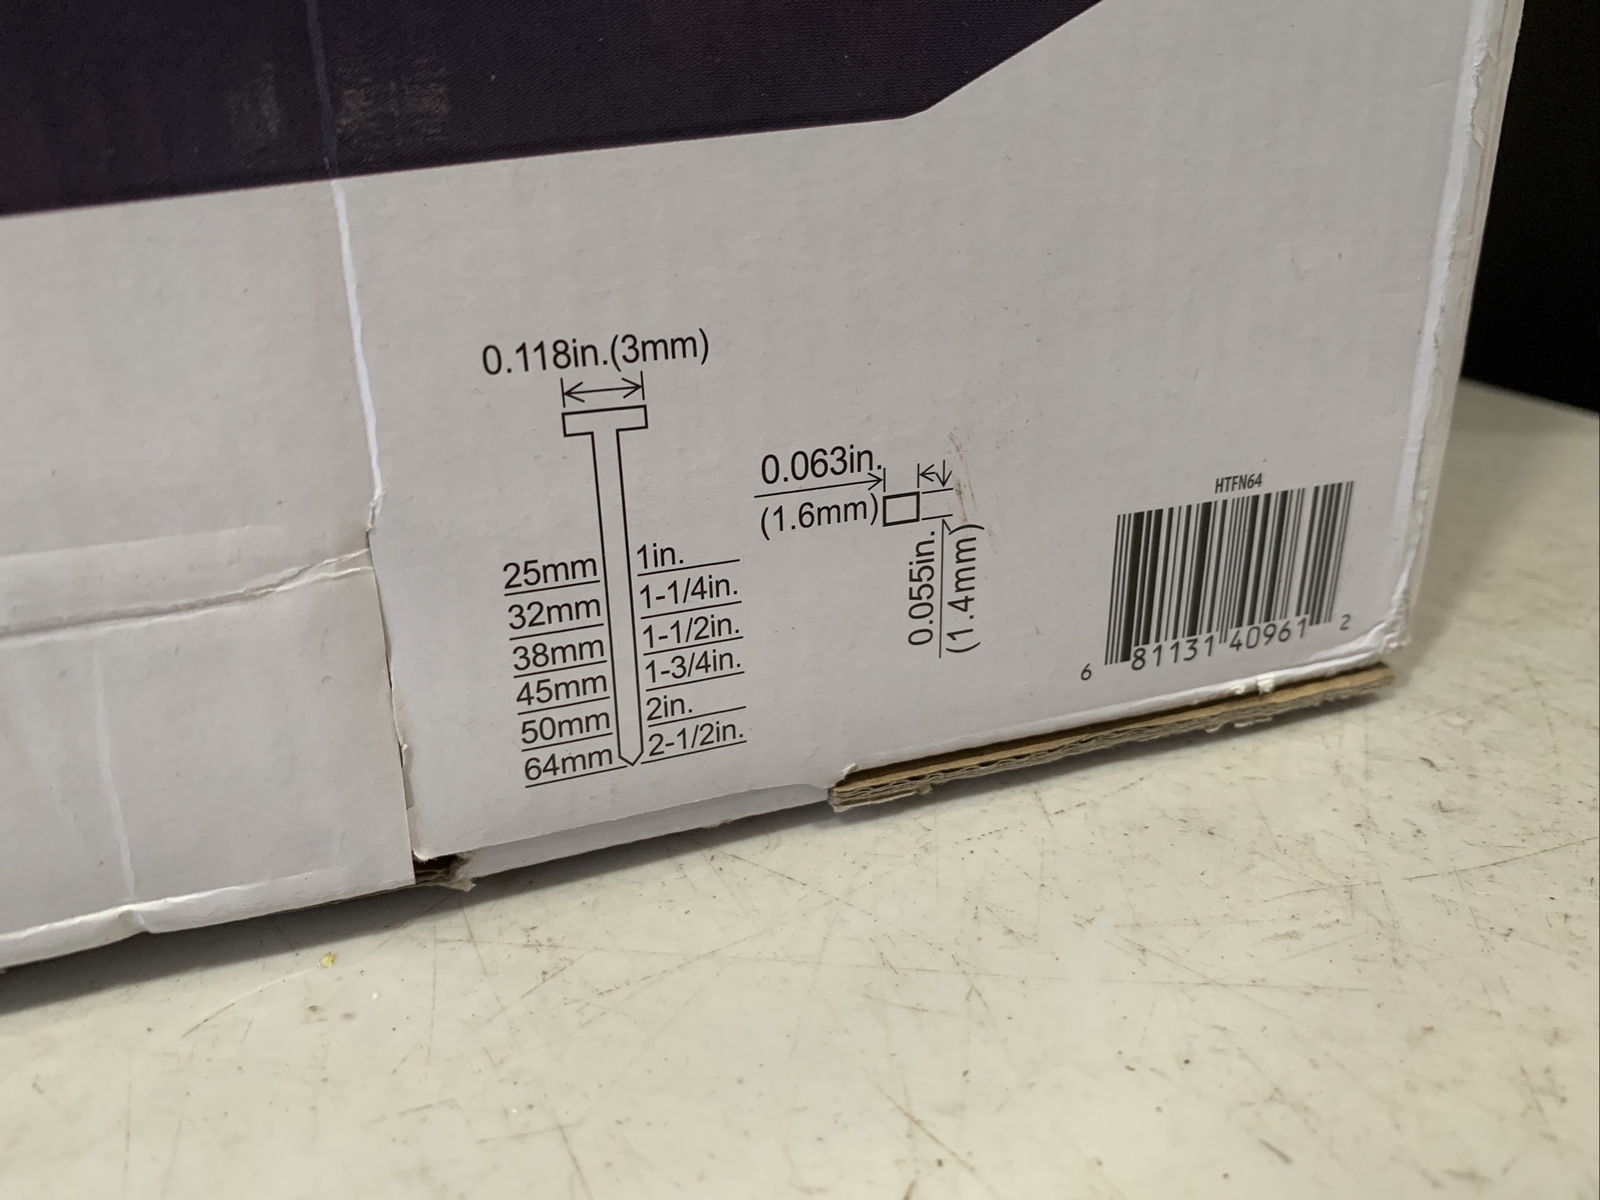 0.118in.(3mm)
25mm 1in.
32mm 1-1/4in.
38mm 1-1/2in.
45mm 1-3/4in.
50mm 2in.
64mm 2-1/2in.
0.063in.
(1.6mm)
0.055in.
(1.4mm)
HTFN64
6 81131 40961 2